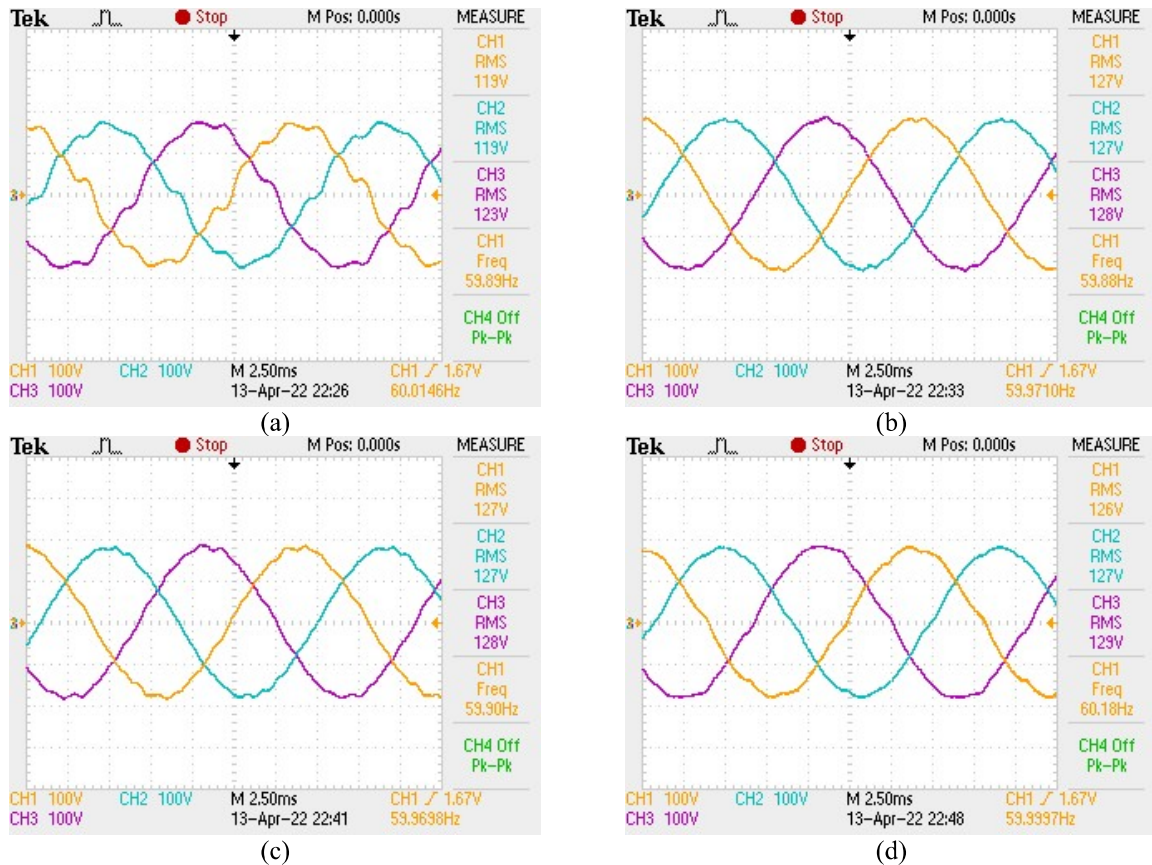 Tek Stop M Pos: 0.000s MEASURE
CH1
RMS
119V
CH2
RMS
119V
CH3
RMS
123V
CH1
Freq
59.89Hz
CH4 Off
Pk-Pk
CH1 100V CH2 100V M 2.50ms CH1 1.67V
CH3 100V 13-Apr-22 22:26 60.0146Hz
(a)
Tek Stop M Pos: 0.000s MEASURE
CH1
RMS
127V
CH2
RMS
127V
CH3
RMS
128V
CH1
Freq
59.88Hz
CH4 Off
Pk-Pk
CH1 100V CH2 100V M 2.50ms CH1 1.67V
CH3 100V 13-Apr-22 22:33 59.9710Hz
(b)
Tek Stop M Pos: 0.000s MEASURE
CH1
RMS
127V
CH2
RMS
127V
CH3
RMS
128V
CH1
Freq
59.90Hz
CH4 Off
Pk-Pk
CH1 100V CH2 100V M 2.50ms CH1 1.67V
CH3 100V 13-Apr-22 22:41 59.9698Hz
(c)
Tek Stop M Pos: 0.000s MEASURE
CH1
RMS
126V
CH2
RMS
127V
CH3
RMS
129V
CH1
Freq
60.18Hz
CH4 Off
Pk-Pk
CH1 100V CH2 100V M 2.50ms CH1 1.67V
CH3 100V 13-Apr-22 22:48 59.9997Hz
(d)